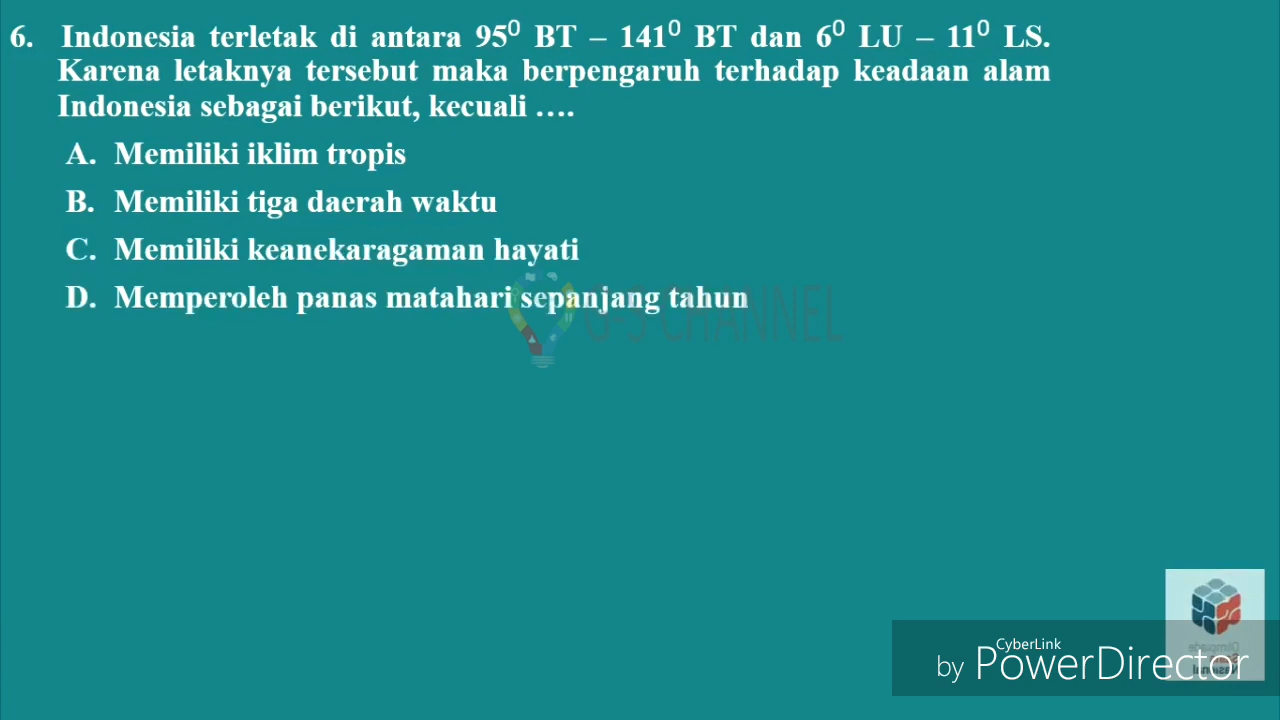 6. Indonesia terletak di antara 95⁰ BT – 141⁰ BT dan 6⁰ LU – 11⁰ LS.
Karena letaknya tersebut maka berpengaruh terhadap keadaan alam
Indonesia sebagai berikut, kecuali ….
A. Memiliki iklim tropis
B. Memiliki tiga daerah waktu
C. Memiliki keanekaragaman hayati
D. Memperoleh panas matahari sepanjang tahun
G-S CHANNEL
CyberLink
by PowerDirector